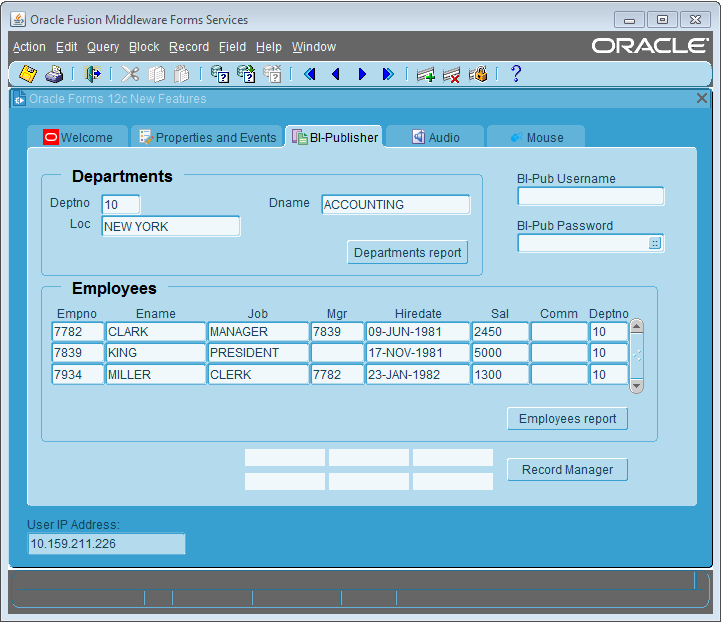 Oracle Fusion Middleware Forms Services
Action Edit Query Block Record Field Help Window
ORACLE
Oracle Forms 12c New Features
Welcome Properties and Events BI-Publisher Audio Mouse
Departments
Deptno 10 Dname ACCOUNTING
Loc NEW YORK
Departments report
BI-Pub Username
BI-Pub Password
Employees
Empno Ename Job Mgr Hiredate Sal Comm Deptno
7782 CLARK MANAGER 7839 09-JUN-1981 2450 10
7839 KING PRESIDENT 17-NOV-1981 5000 10
7934 MILLER CLERK 7782 23-JAN-1982 1300 10
Employees report
Record Manager
User IP Address:
10.159.211.226